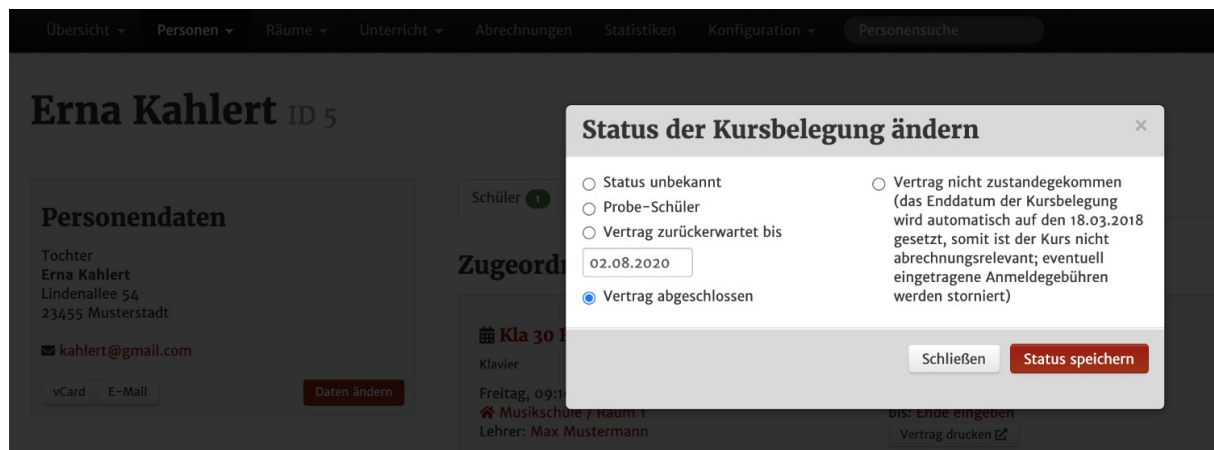 Übersicht Personen Räume Unterricht Abrechnungen Statistiken Konfiguration Personensuche
Erna Kahlert ID 5
Personendaten
Tochter
Erna Kahlert
Lindenallee 54
23455 Musterstadt
kahlert@gmail.com
vCard E-Mail Daten ändern
Schüler 1
Kla 30
Klavier
Freitag,
Musikschule / Raum 1
Lehrer: Max Mustermann
bis: Ende eingeben
Vertrag drucken
Status der Kursbelegung ändern ×
Status unbekannt
Probe-Schüler
Vertrag zurückerwartet bis
02.08.2020
Vertrag abgeschlossen
Vertrag nicht zustandegekommen
(das Enddatum der Kursbelegung
wird automatisch auf den 18.03.2018
gesetzt, somit ist der Kurs nicht
abrechnungsrelevant; eventuell
eingetragene Anmeldegebühren
werden storniert)
Schließen Status speichern